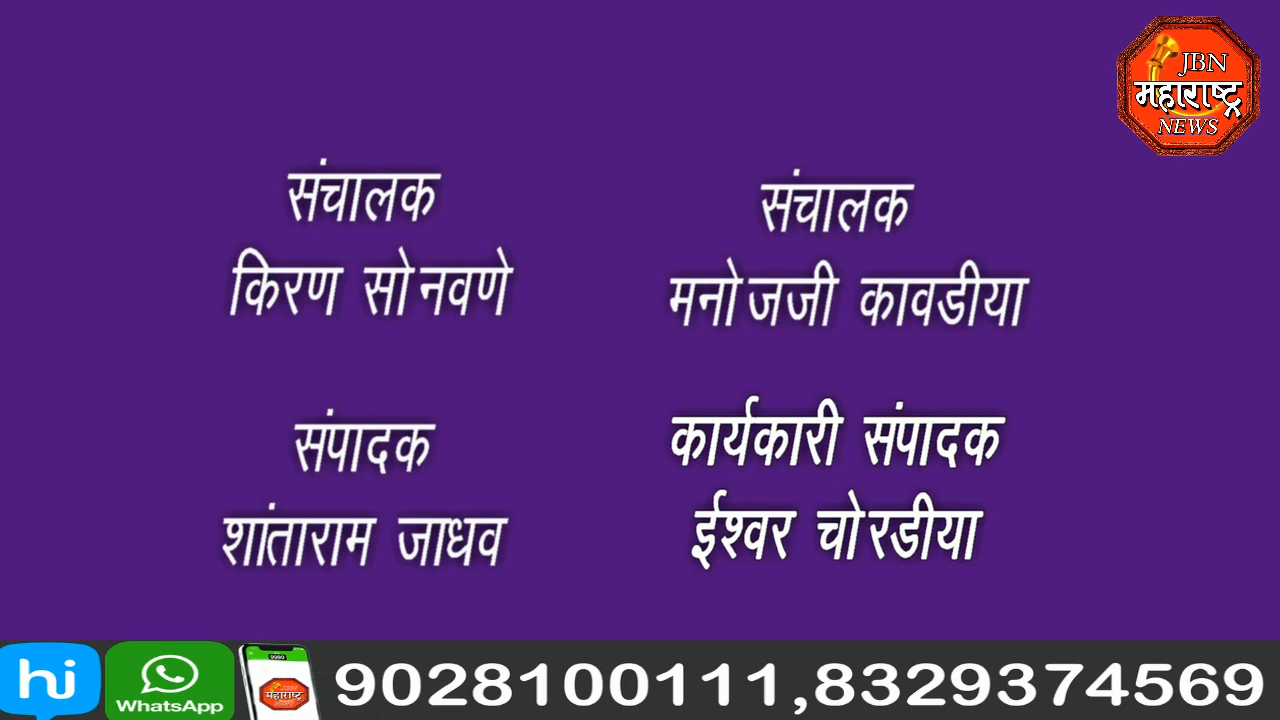 JBN
महाराष्ट्र
NEWS
संचालक
किरण सोनवणे
संचालक
मनोजजी कावडीया
संपादक
शांताराम जाधव
कार्यकारी संपादक
ईश्वर चोरडीया
hi
WhatsApp
महाराष्ट्र
9028100111,8329374569